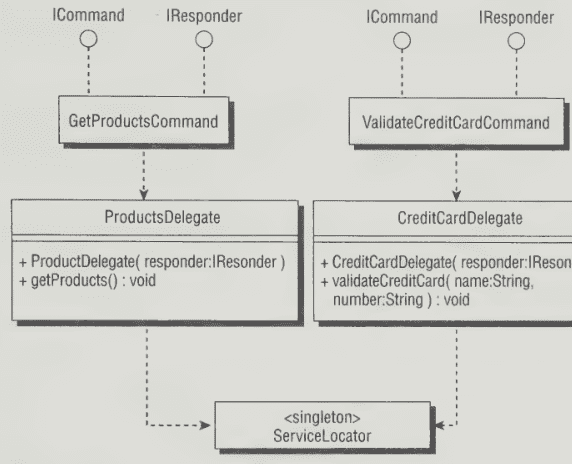 ICommand IResponder
ICommand IResponder
GetProductsCommand
ValidateCreditCardCommand
ProductsDelegate
+ ProductDelegate( responder:IResonder )
+ getProducts() : void
CreditCardDelegate
+ CreditCardDelegate( responder:IReson
+ validateCreditCard( name:String,
number:String ) : void
<singleton>
ServiceLocator